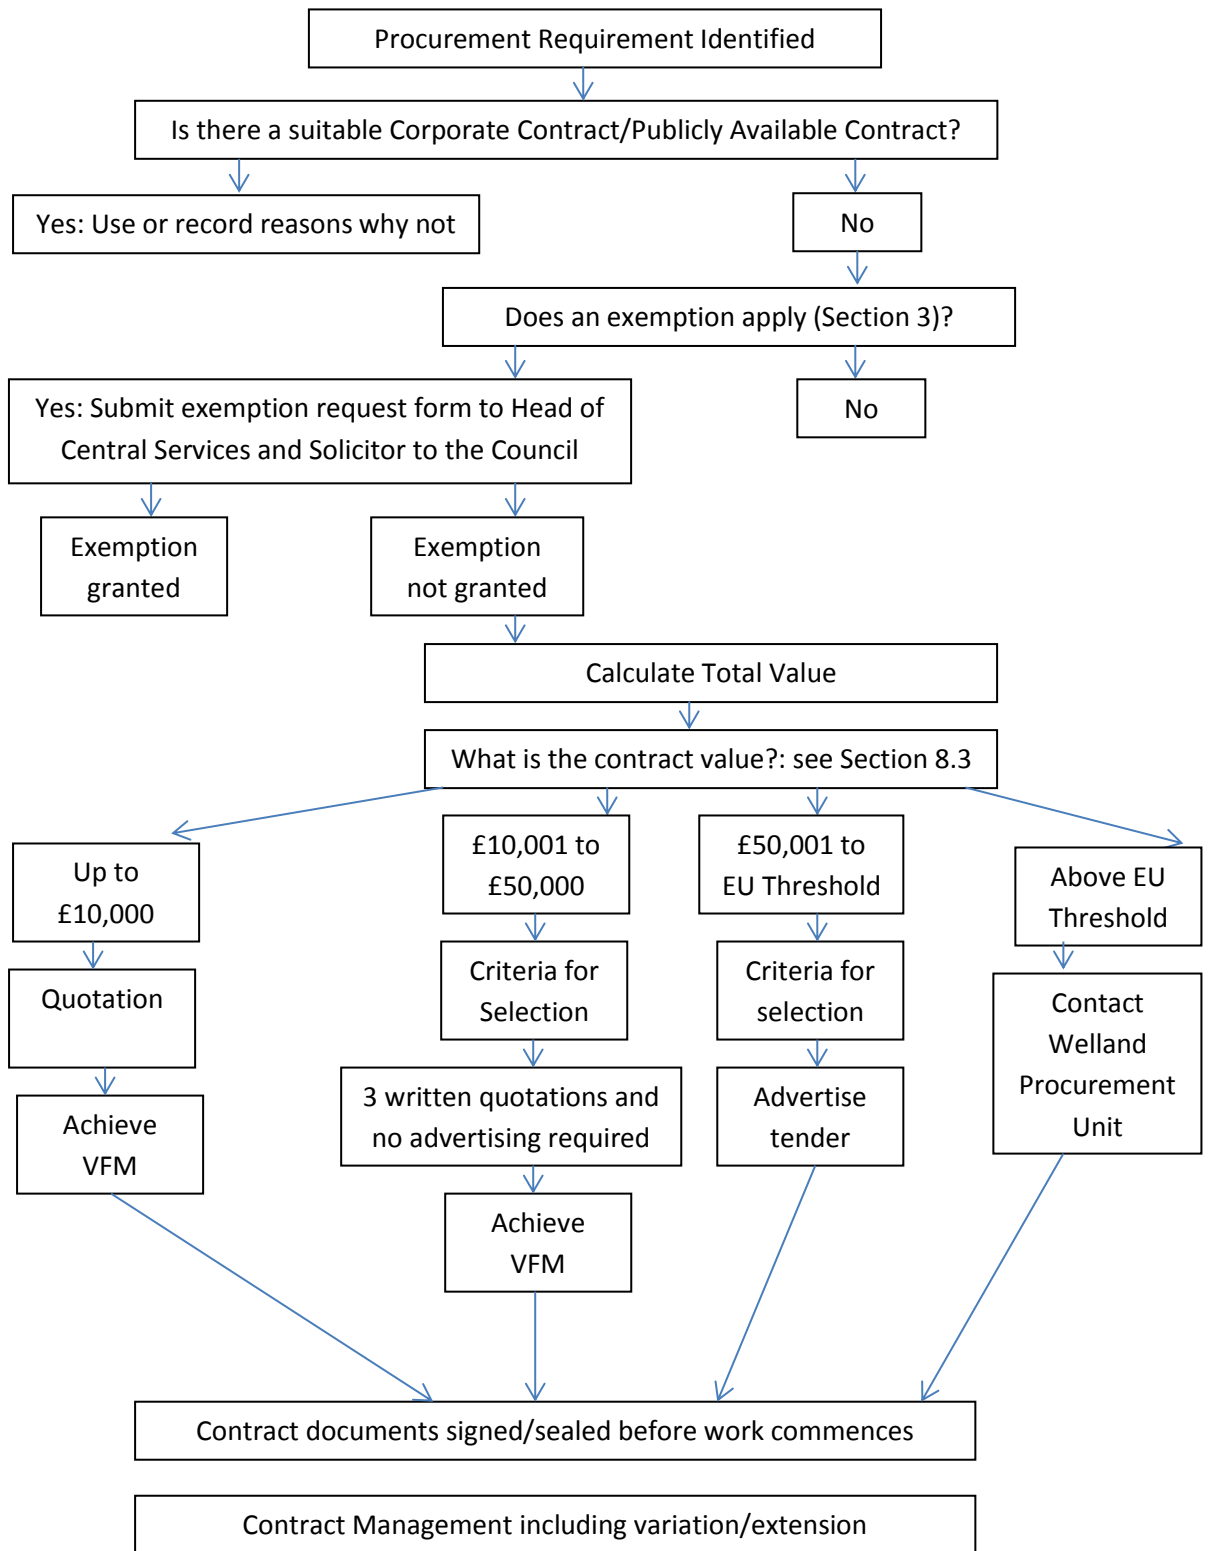 Procurement Requirement Identified
Is there a suitable Corporate Contract/Publicly Available Contract?
Yes: Use or record reasons why not
No
Does an exemption apply (Section 3)?
Yes: Submit exemption request form to Head of
Central Services and Solicitor to the Council
No
Exemption
granted
Exemption
not granted
Calculate Total Value
What is the contract value?: see Section 8.3
Up to
£10,000
£10,001 to
£50,000
£50,001 to
EU Threshold
Above EU
Threshold
Quotation
Criteria for
Selection
Criteria for
selection
Contact
Welland
Procurement
Unit
Achieve
VFM
3 written quotations and
no advertising required
Advertise
tender
Achieve
VFM
Contract documents signed/sealed before work commences
Contract Management including variation/extension